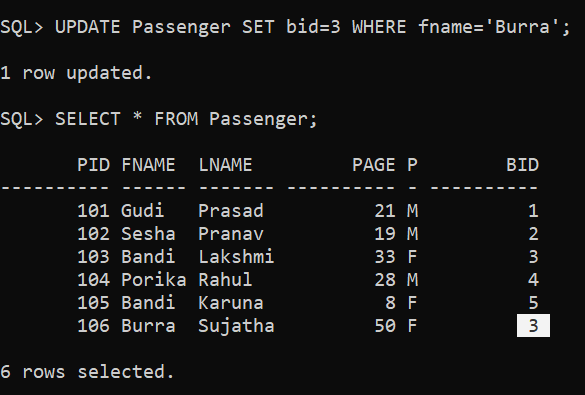 SQL> UPDATE Passenger SET bid=3 WHERE fname='Burra';
1 row updated.
SQL> SELECT * FROM Passenger;
       PID FNAME  LNAME         PAGE P        BID
---------- ------ ------- ---------- - ----------
       101 Gudi   Prasad          21 M          1
       102 Sesha  Pranav          19 M          2
       103 Bandi  Lakshmi         33 F          3
       104 Porika Rahul           28 M          4
       105 Bandi  Karuna           8 F          5
       106 Burra  Sujatha         50 F          3
6 rows selected.